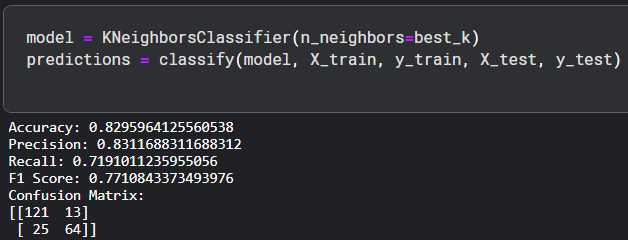 model = KNeighborsClassifier(n_neighbors=best_k)
predictions = classify(model, X_train, y_train, X_test, y_test)
Accuracy: 0.8295964125560538
Precision: 0.8311688311688312
Recall: 0.7191011235955056
F1 Score: 0.7710843373493976
Confusion Matrix:
[[121  13]
 [ 25  64]]